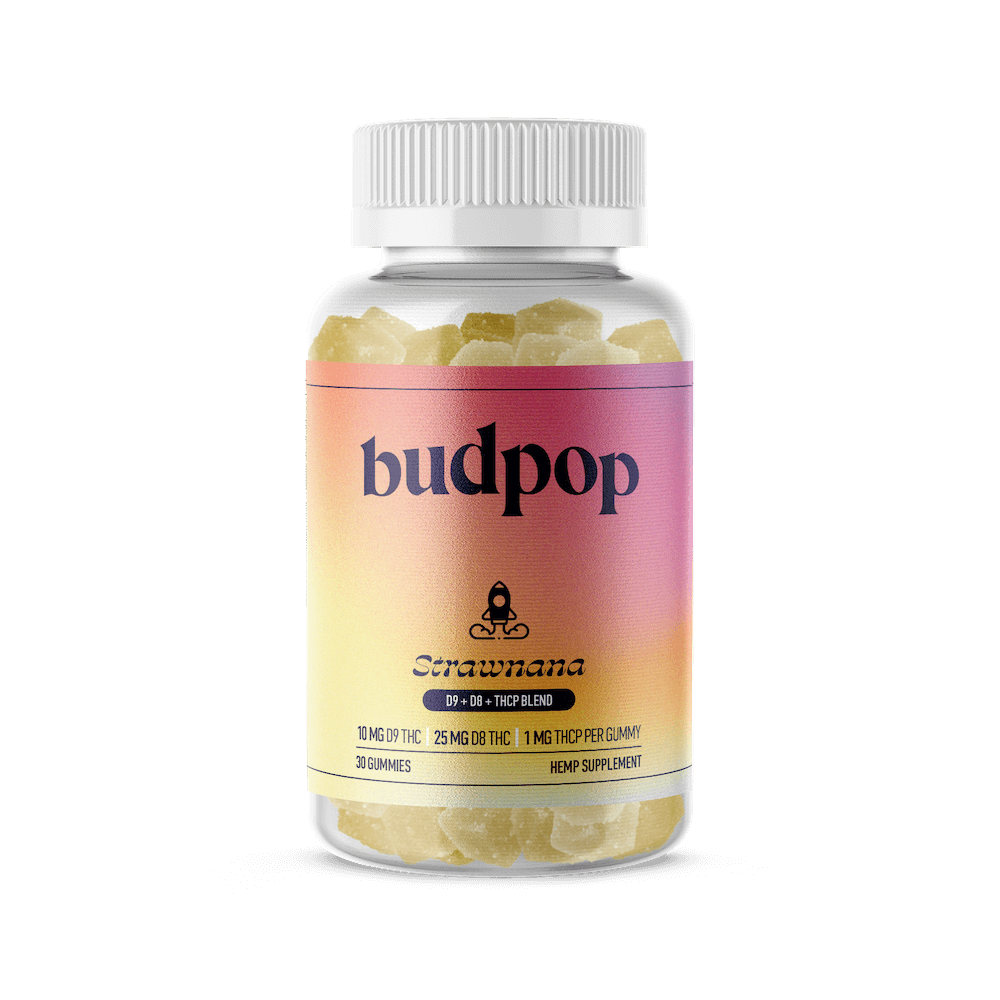 budpop
Strawnana
D9 + D8 + THCP BLEND
10 MG D9 THC | 25 MG D8 THC | 1 MG THCP PER GUMMY
30 GUMMIES HEMP SUPPLEMENT